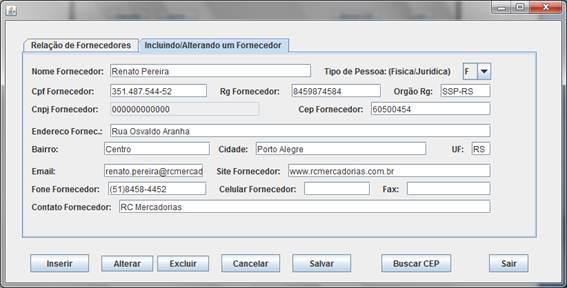 Relação de Fornecedores Incluindo/Alterando um Fornecedor
Nome Fornecedor: Renato Pereira Tipo de Pessoa: (Fisica/Juridica) F
Cpf Fornecedor: 351.487.544-52 Rg Fornecedor: 8459874584 Orgão Rg: SSP-RS
Cnpj Fornecedor: 000000000000 Cep Fornecedor: 60500454
Endereco Fornec.: Rua Osvaldo Aranha
Bairro: Centro Cidade: Porto Alegre UF: RS
Email: renato.pereira@rcmercad Site Fornecedor: www.rcmercadorias.com.br
Fone Fornecedor: (51)8458-4452 Celular Fornecedor: Fax:
Contato Fornecedor: RC Mercadorias
Inserir Alterar Excluir Cancelar Salvar Buscar CEP Sair